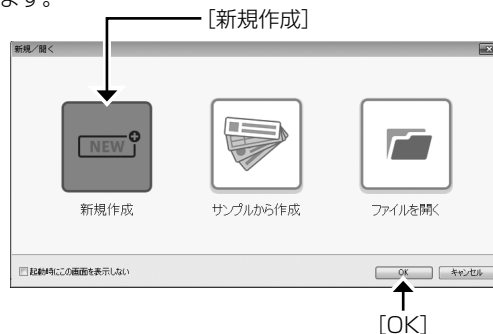 ます。
[新規作成]
新規／開く
NEW
新規作成
サンプルから作成
ファイルを開く
起動時にこの画面を表示しない
OK
キャンセル
[OK]